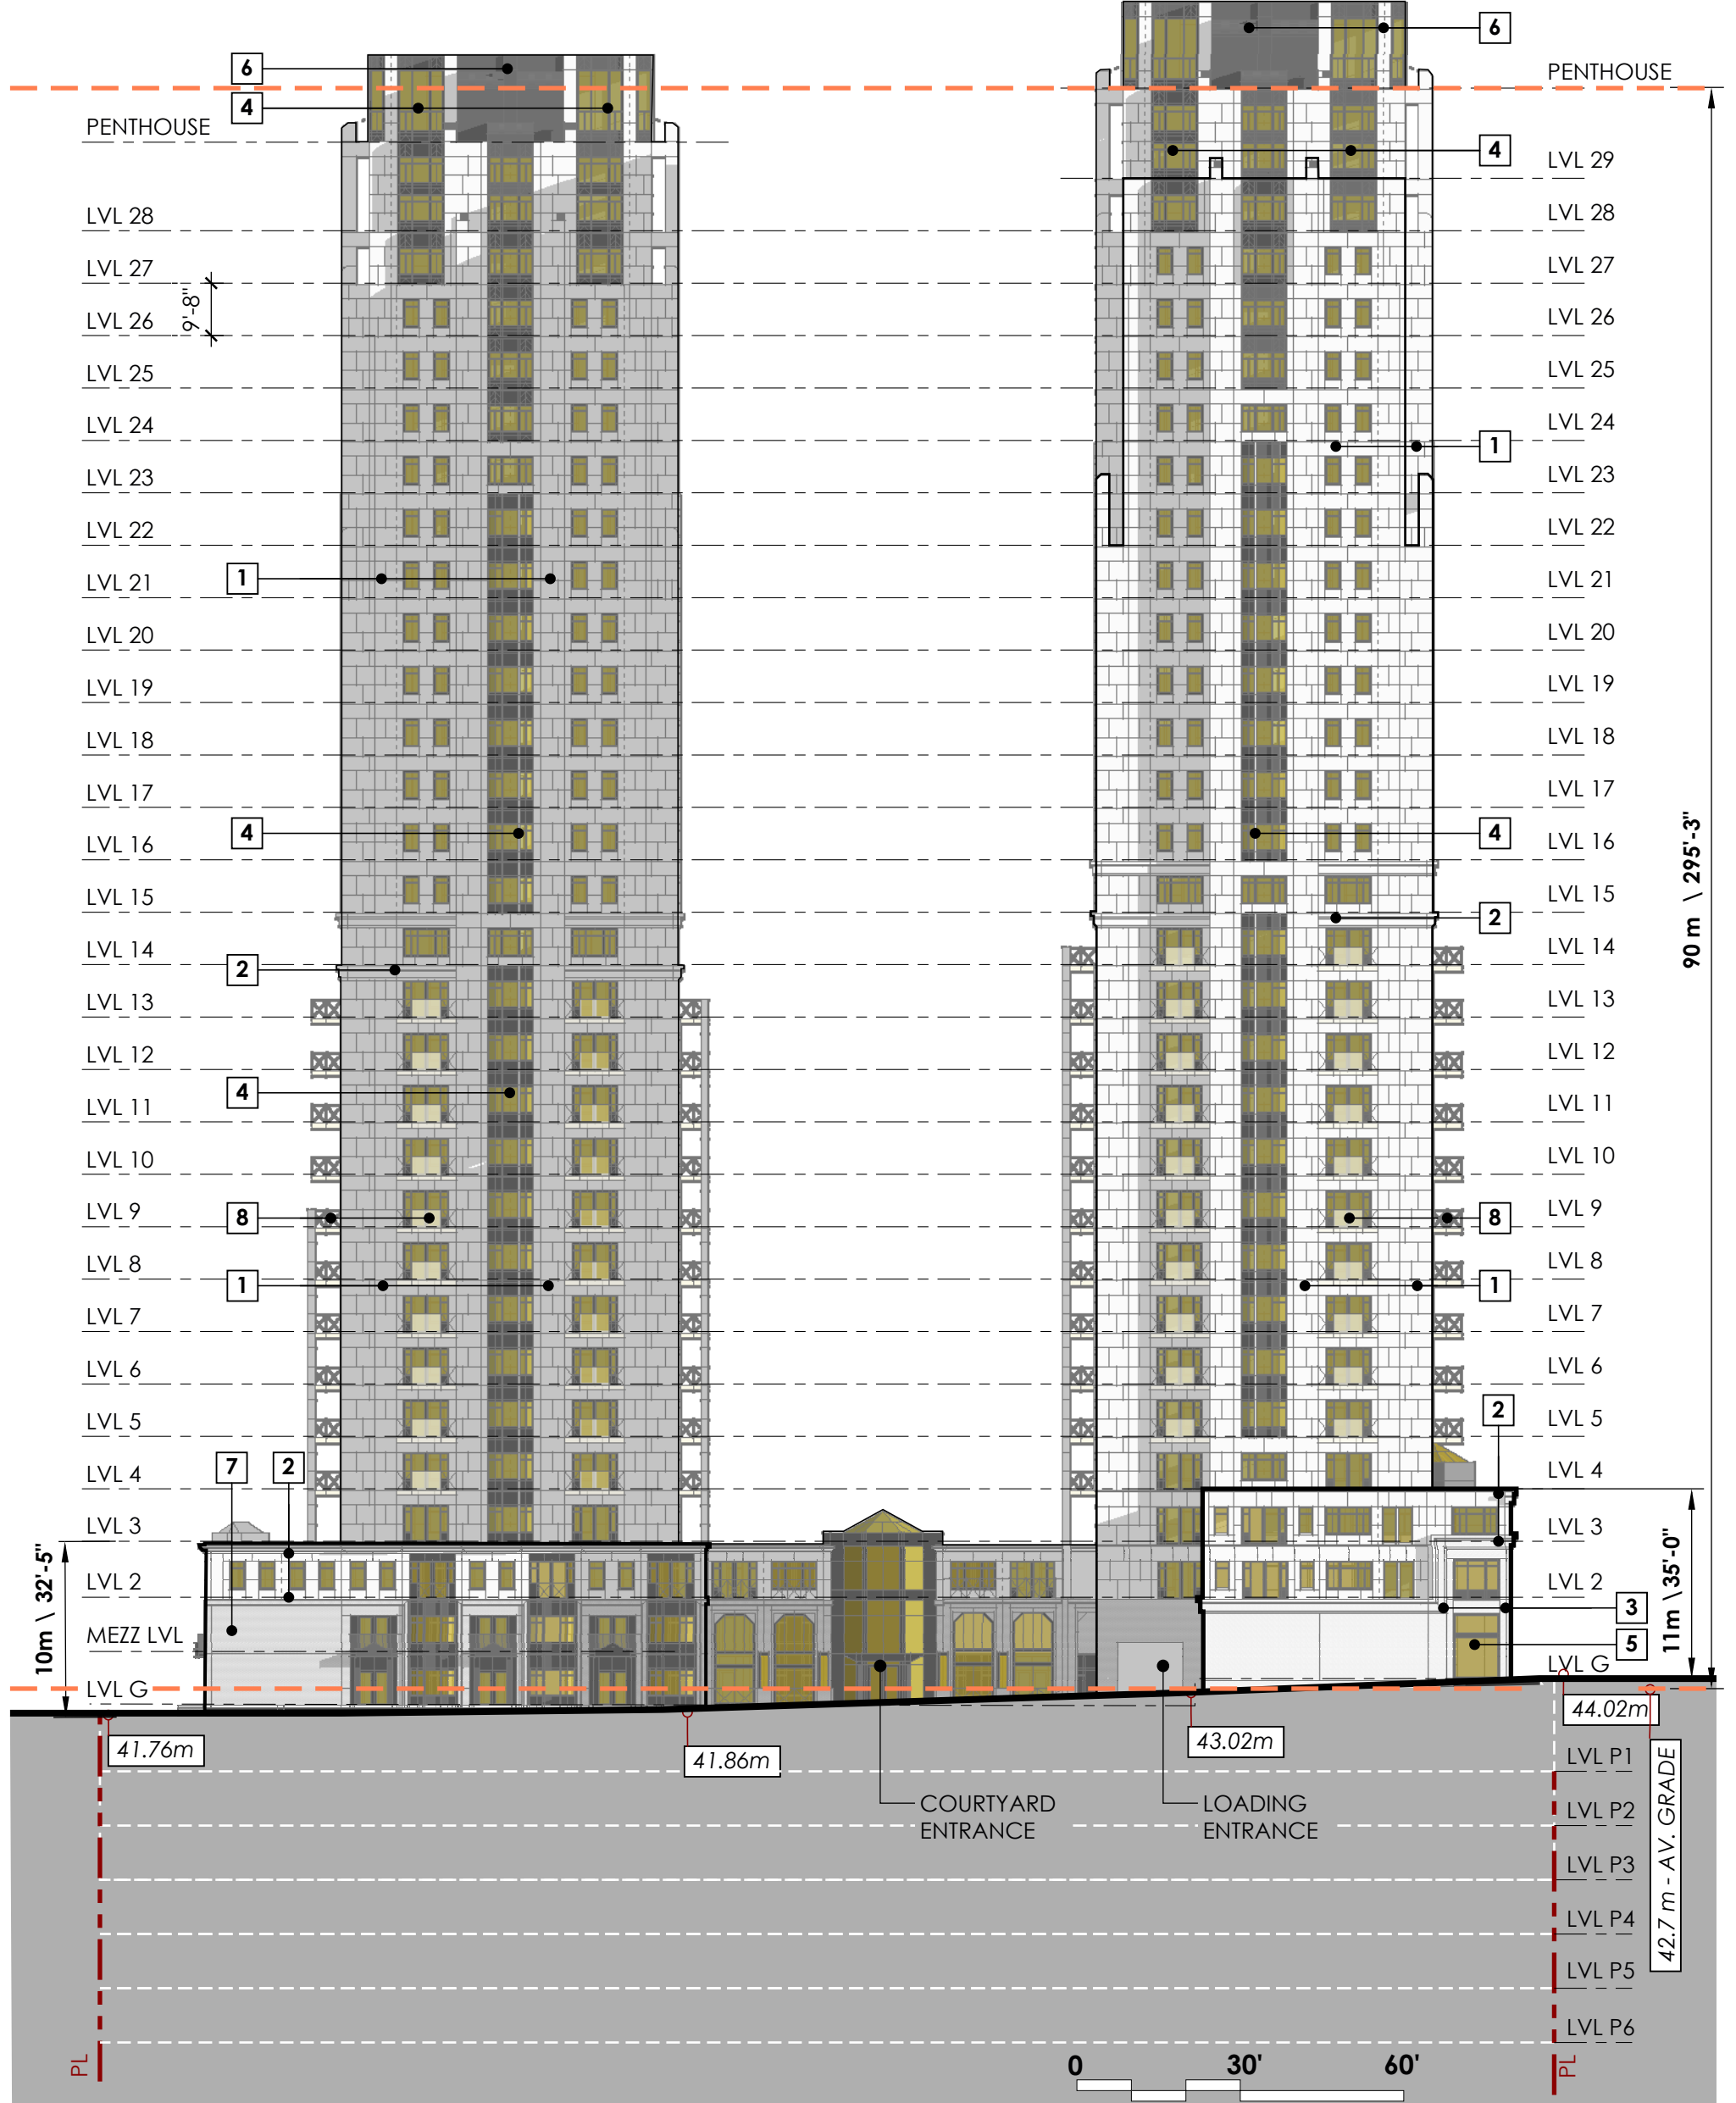 6
6
PENTHOUSE
4
PENTHOUSE
4
LVL 29
LVL 28
LVL 28
LVL 27
LVL 27
9'-8"
LVL 26
LVL 26
LVL 25
LVL 25
LVL 24
LVL 24
1
LVL 23
LVL 23
LVL 22
LVL 22
1
LVL 21
LVL 21
LVL 20
LVL 20
LVL 19
LVL 19
LVL 18
LVL 18
LVL 17
LVL 17
4
4
LVL 16
LVL 16
90 m \ 295'-3"
LVL 15
LVL 15
2
LVL 14
LVL 14
2
LVL 13
LVL 13
LVL 12
LVL 12
4
LVL 11
LVL 11
LVL 10
LVL 10
LVL 9
8
8
LVL 9
LVL 8
LVL 8
1
1
LVL 7
LVL 7
LVL 6
LVL 6
2
LVL 5
LVL 5
7
2
LVL 4
LVL 4
LVL 3
LVL 3
10m \ 32'-5"
11m \ 35'-0"
LVL 2
LVL 2
3
MEZZ LVL
5
LVL G
LVL G
44.02m
41.76m
41.86m
43.02m
42.7 m - AV. GRADE
LVL P1
COURTYARD
ENTRANCE
LOADING
ENTRANCE
LVL P2
LVL P3
LVL P4
LVL P5
LVL P6
PL
PL
0 30' 60'